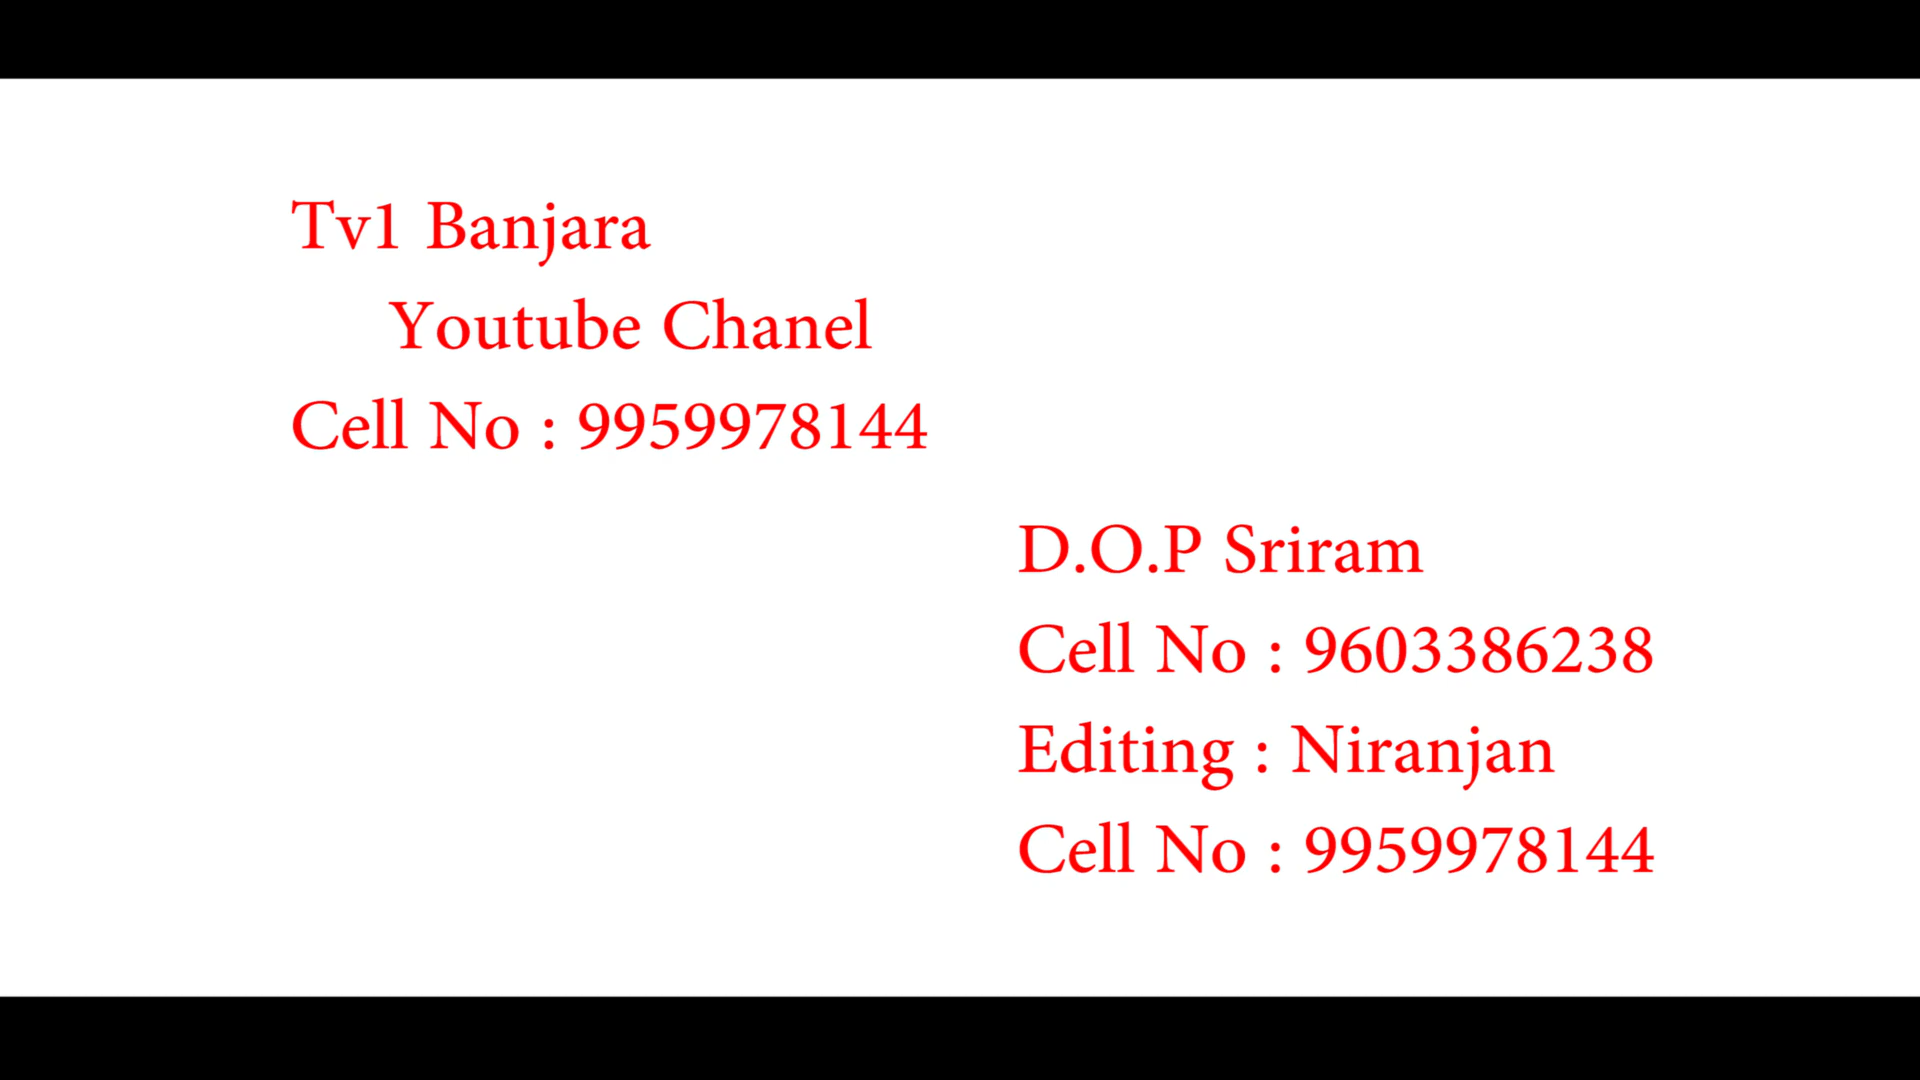 Tv1 Banjara
Youtube Chanel
Cell No : 9959978144
D.O.P Sriram
Cell No : 9603386238
Editing : Niranjan
Cell No : 9959978144